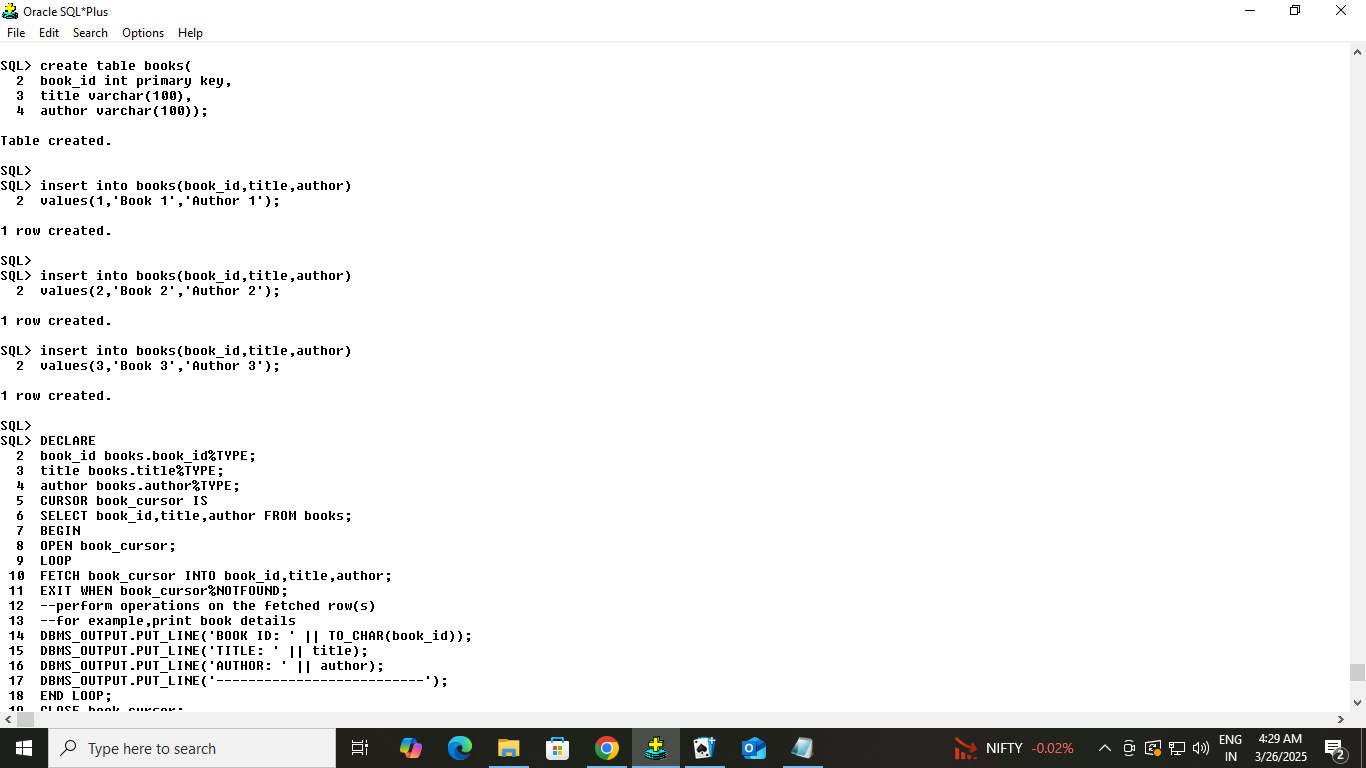 Oracle SQL*Plus
File Edit Search Options Help
SQL> create table books(
2 book_id int primary key,
3 title varchar(100),
4 author varchar(100));
Table created.
SQL>
SQL> insert into books(book_id,title,author)
2 values(1,'Book 1','Author 1');
1 row created.
SQL>
SQL> insert into books(book_id,title,author)
2 values(2,'Book 2','Author 2');
1 row created.
SQL> insert into books(book_id,title,author)
2 values(3,'Book 3','Author 3');
1 row created.
SQL>
SQL> DECLARE
2 book_id books.book_id%TYPE;
3 title books.title%TYPE;
4 author books.author%TYPE;
5 CURSOR book_cursor IS
6 SELECT book_id,title,author FROM books;
7 BEGIN
8 OPEN book_cursor;
9 LOOP
10 FETCH book_cursor INTO book_id,title,author;
11 EXIT WHEN book_cursor%NOTFOUND;
12 --perform operations on the fetched row(s)
13 --for example,print book details
14 DBMS_OUTPUT.PUT_LINE('BOOK ID: ' || TO_CHAR(book_id));
15 DBMS_OUTPUT.PUT_LINE('TITLE: ' || title);
16 DBMS_OUTPUT.PUT_LINE('AUTHOR: ' || author);
17 DBMS_OUTPUT.PUT_LINE('--------------------------');
18 END LOOP;
19 CLOSE book_cursor;
Type here to search
NIFTY -0.02%
ENG
IN
4:29 AM
3/26/2025
2